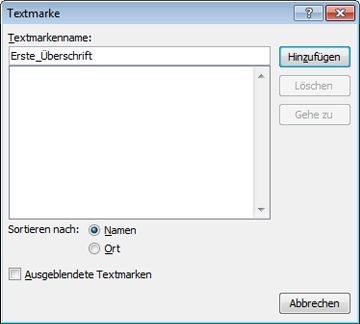 Textmarke
Textmarkenname:
Erste_Überschrift
Hinzufügen
Löschen
Gehe zu
Sortieren nach:
Namen
Ort
Ausgeblendete Textmarken
Abbrechen